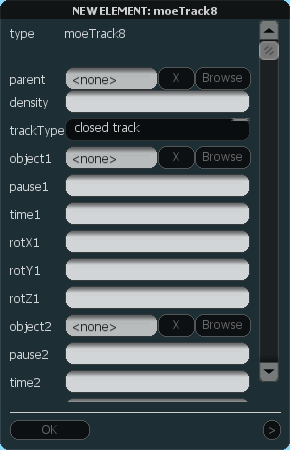 NEW ELEMENT: moeTrack8
type moeTrack8
parent <none> X Browse
density
trackType closed track
object1 <none> X Browse
pause1
time1
rotX1
rotY1
rotZ1
object2 <none> X Browse
pause2
time2
OK >